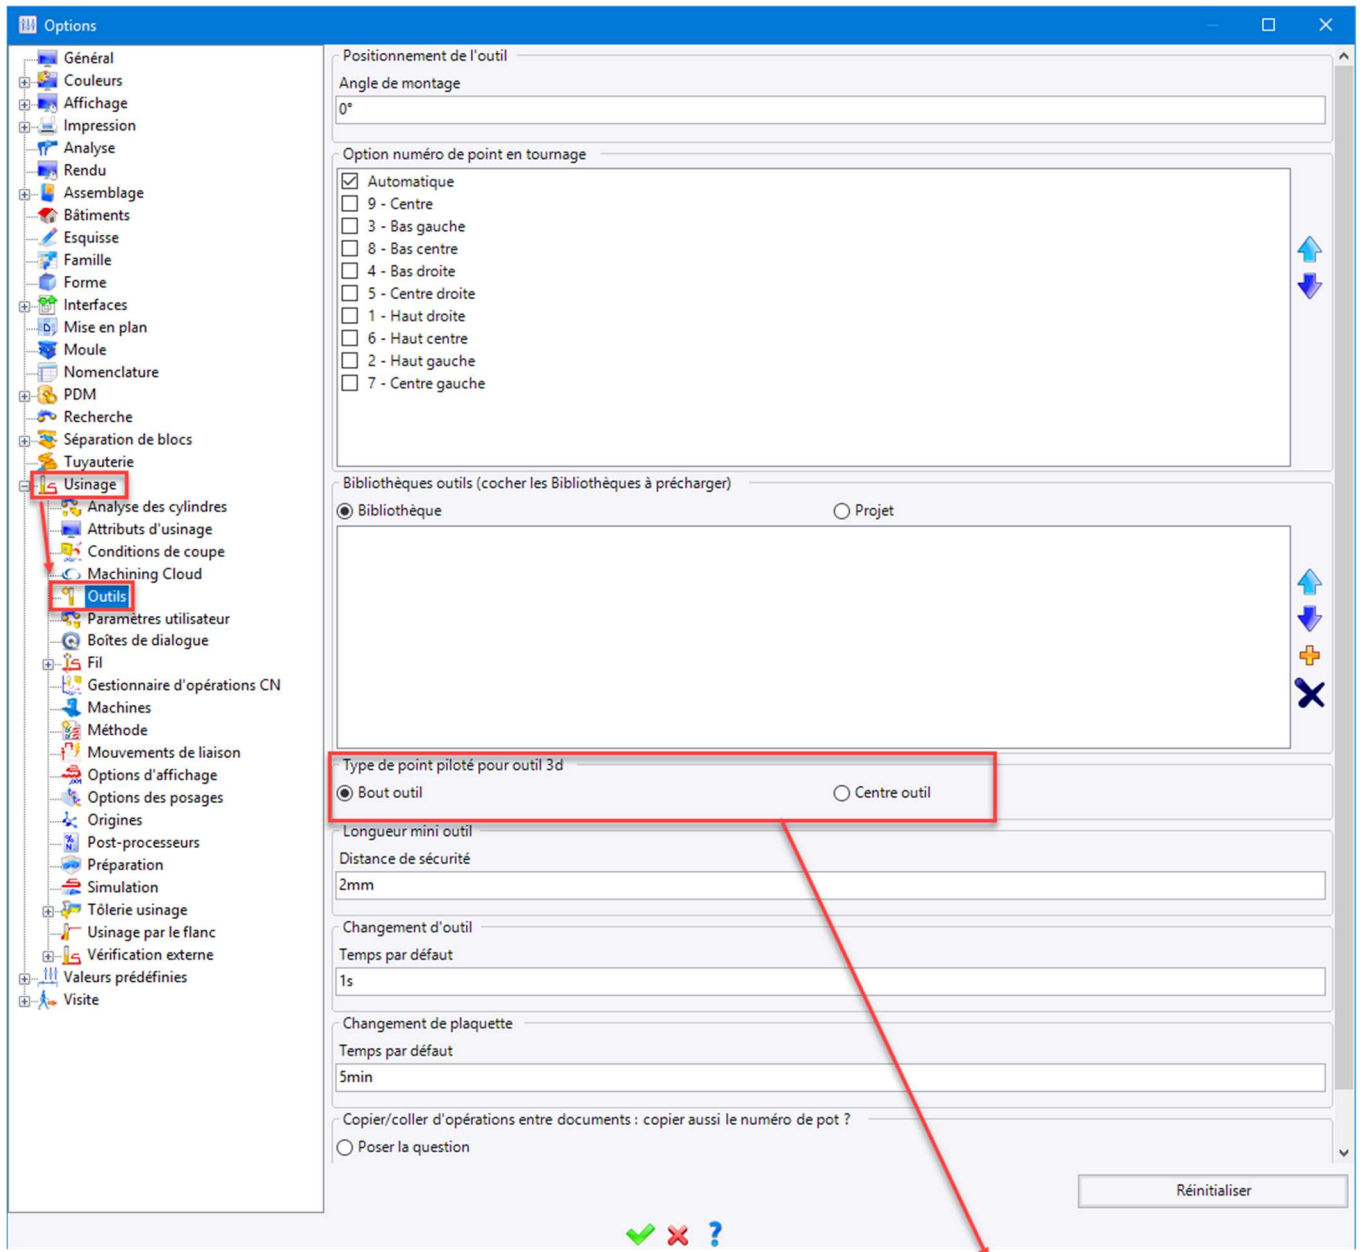 Options
Général
Couleurs
Affichage
Impression
Analyse
Rendu
Assemblage
Bâtiments
Esquisse
Famille
Forme
Interfaces
Mise en plan
Moule
Nomenclature
PDM
Recherche
Séparation de blocs
Tuyauterie
Usinage
Analyse des cylindres
Attributs d'usinage
Conditions de coupe
Machining Cloud
Outils
Paramètres utilisateur
Boîtes de dialogue
Fil
Gestionnaire d'opérations CN
Machines
Méthode
Mouvements de liaison
Options d'affichage
Options des posages
Origines
Post-processeurs
Préparation
Simulation
Tôlerie usinage
Usinage par le flanc
Vérification externe
Valeurs prédéfinies
Visite
Positionnement de l'outil
Angle de montage
0°
Option numéro de point en tournage
Automatique
9 - Centre
3 - Bas gauche
8 - Bas centre
4 - Bas droite
5 - Centre droite
1 - Haut droite
6 - Haut centre
2 - Haut gauche
7 - Centre gauche
Bibliothèques outils (cocher les Bibliothèques à précharger)
Bibliothèque Projet
Type de point piloté pour outil 3d
Bout outil Centre outil
Longueur mini outil
Distance de sécurité
2mm
Changement d'outil
Temps par défaut
1s
Changement de plaquette
Temps par défaut
5min
Copier/coller d'opérations entre documents : copier aussi le numéro de pot ?
Poser la question
Réinitialiser